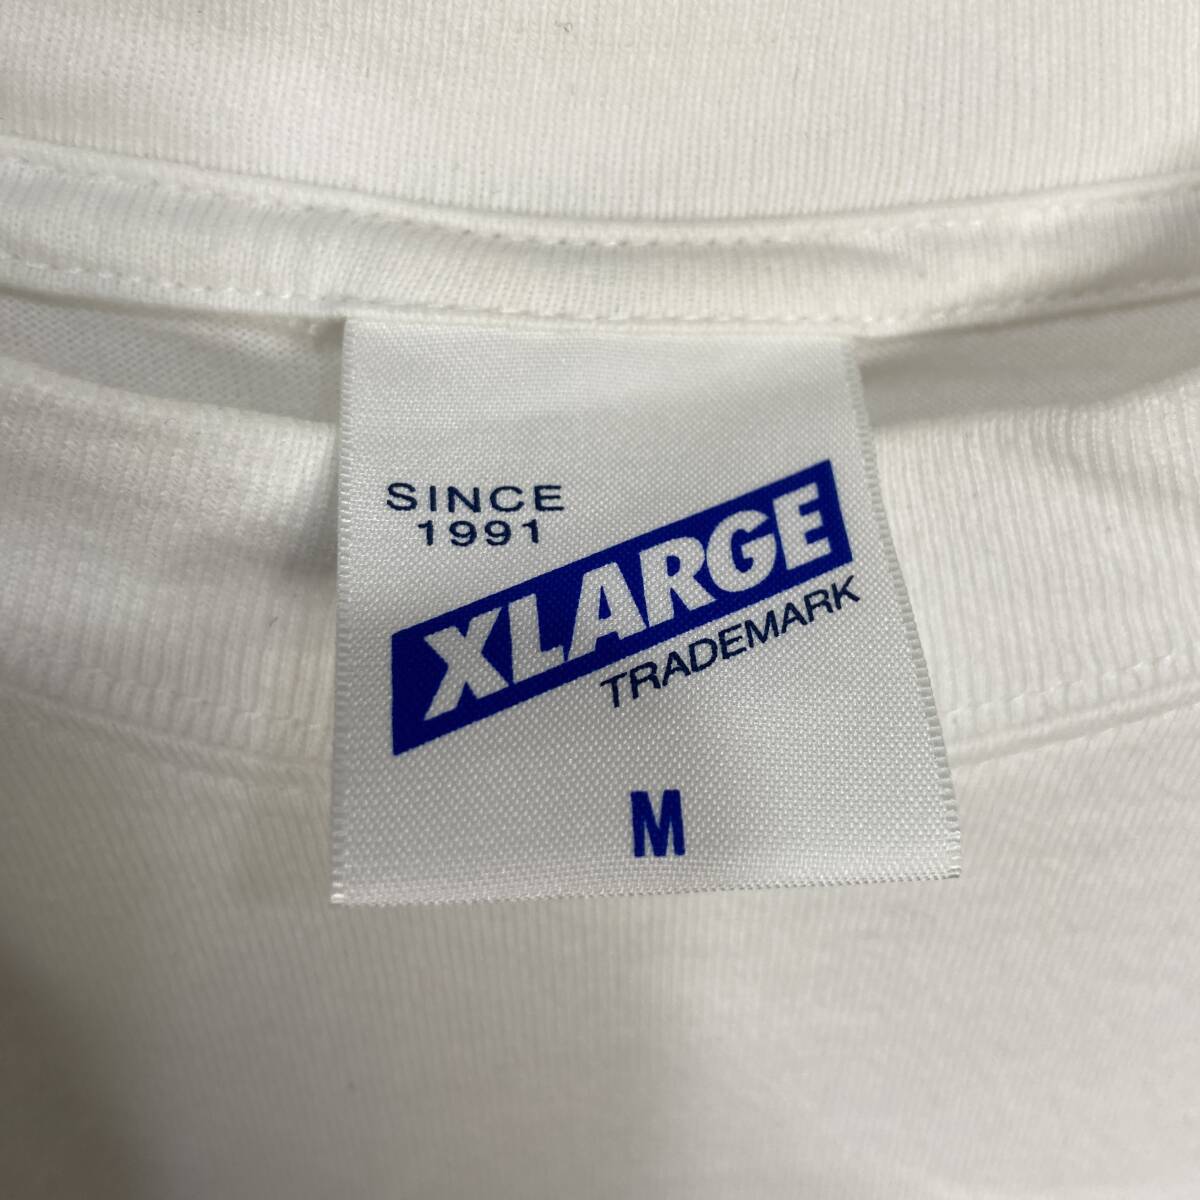 SINCE
1991
XLARGE
TRADEMARK
M